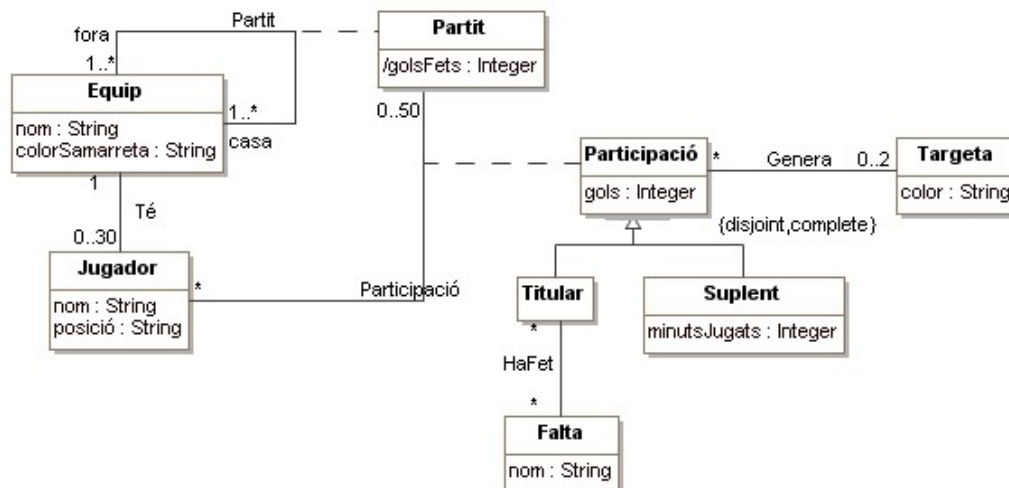 Partit
fora
1..*
Partit
/golsFets : Integer
Equip
nom : String
colorSamarreta : String
1..*
casa
0..50
1
Té
0..30
Participació
gols : Integer
*
Genera
0..2
Targeta
color : String
{disjoint,complete}
Jugador
nom : String
posició : String
*
Participació
Titular
Suplent
minutsJugats : Integer
*
HaFet
*
Falta
nom : String